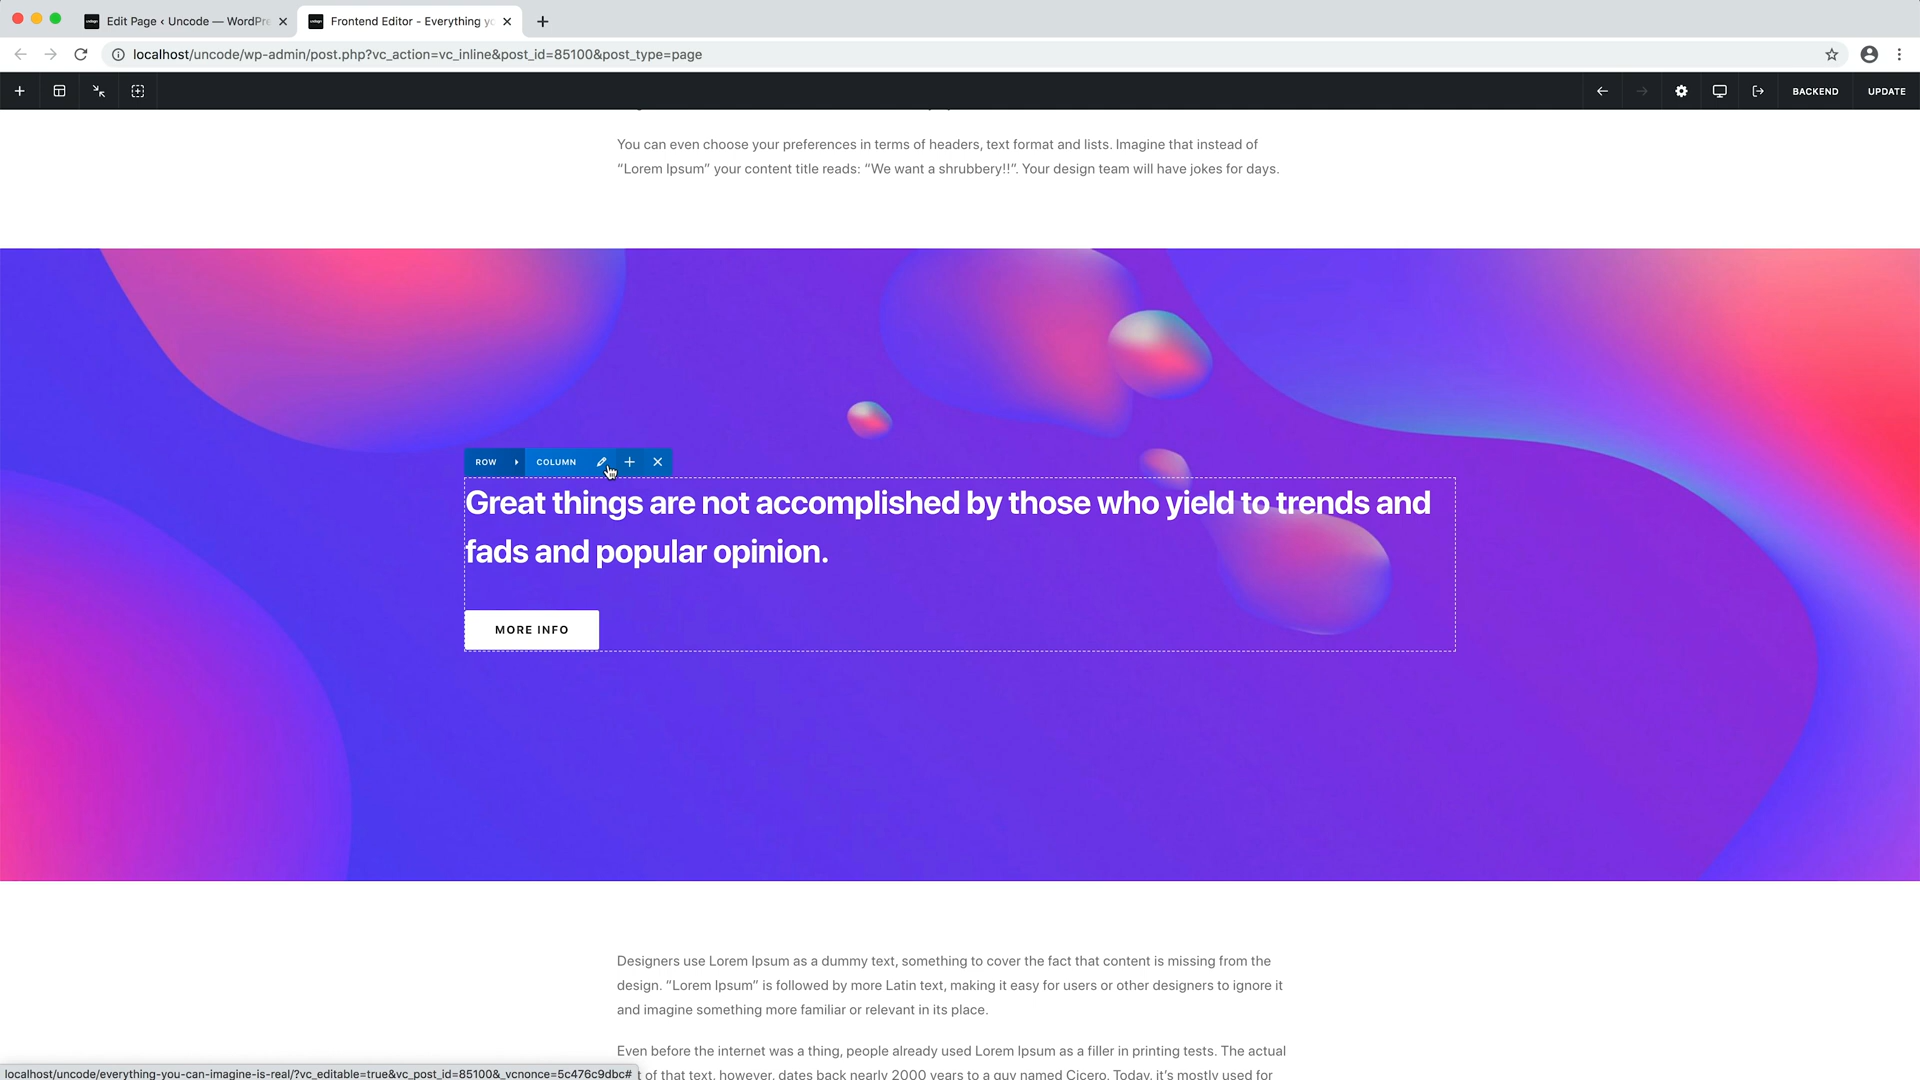 Edit Page ‹ Uncode — WordPre
Frontend Editor - Everything yo
localhost/uncode/wp-admin/post.php?vc_action=vc_inline&post_id=85100&post_type=page
BACKEND
UPDATE
You can even choose your preferences in terms of headers, text format and lists. Imagine that instead of
“Lorem Ipsum” your content title reads: “We want a shrubbery!!”. Your design team will have jokes for days.
ROW
COLUMN
Great things are not accomplished by those who yield to trends and
fads and popular opinion.
MORE INFO
Designers use Lorem Ipsum as a dummy text, something to cover the fact that content is missing from the
design. “Lorem Ipsum” is followed by more Latin text, making it easy for users or other designers to ignore it
and imagine something more familiar or relevant in its place.
Even before the internet was a thing, people already used Lorem Ipsum as a filler in printing tests. The actual
of that text, however, dates back nearly 2000 years to a guy named Cicero. Today, it’s mostly used for
localhost/uncode/everything-you-can-imagine-is-real/?vc_editable=true&vc_post_id=85100&_vcnonce=5c476c9dbc#